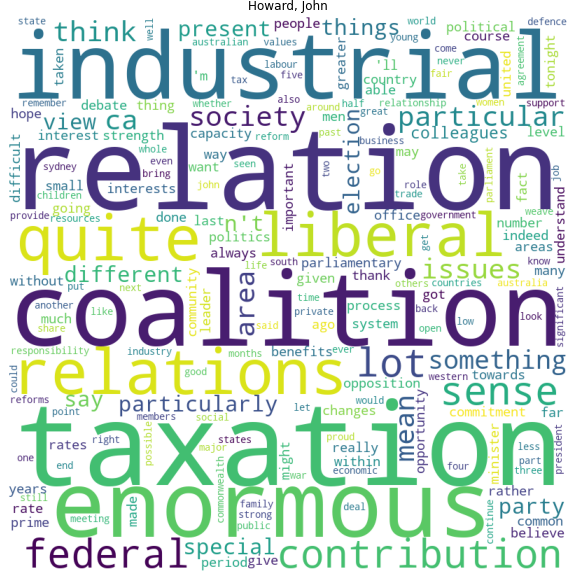 Howard, John
state
think
well
present
people
things
world
young
political
course
defence
industrial
taken
australian
values
'm
labour
five
tax
greater
'll
country
able
come
never
fair
united
agreement
tonight
remember
debate
thing
whether
also
around
half
relationship
women
support
hope
view
ca
society
men
great
particular
colleagues
interest
strength
capacity
reform
past
business
level
relation
difficult
whole
way
even
seen
may
go
trade
take
parliament
fact
job
sydney
small
interests
want
bring
important
two
election
role
understand
children
john
provide
resources
going
done
last
n't
office
government
number
weave
indeed
areas
quite
politics
always
liberal
get
know
many
without
different
life
south
parliamentary
issues
another
put
area
given
thank
others
countries
australia
significant
coalition
much
like
next
community
leader
said
ago
time
private
process
system
got
back
open
low
look
share
responsibility
industry
months
benefits
ever
lot
something
could
relations
good
opposition
western
towards
sense
reforms
say
particularly
changes
mean
opportunity
commitment
far
point
members
social
let
would
taxation
rates
right
possible
states
major
might
war
proud
really
within
economic
minister
less
president
one
end
four
part
three
years
still
commonwealth
family
strong
public
deal
rather
party
rate
prime
meeting
made
enormous
continue
common
believe
federal
special
period
give
contribution